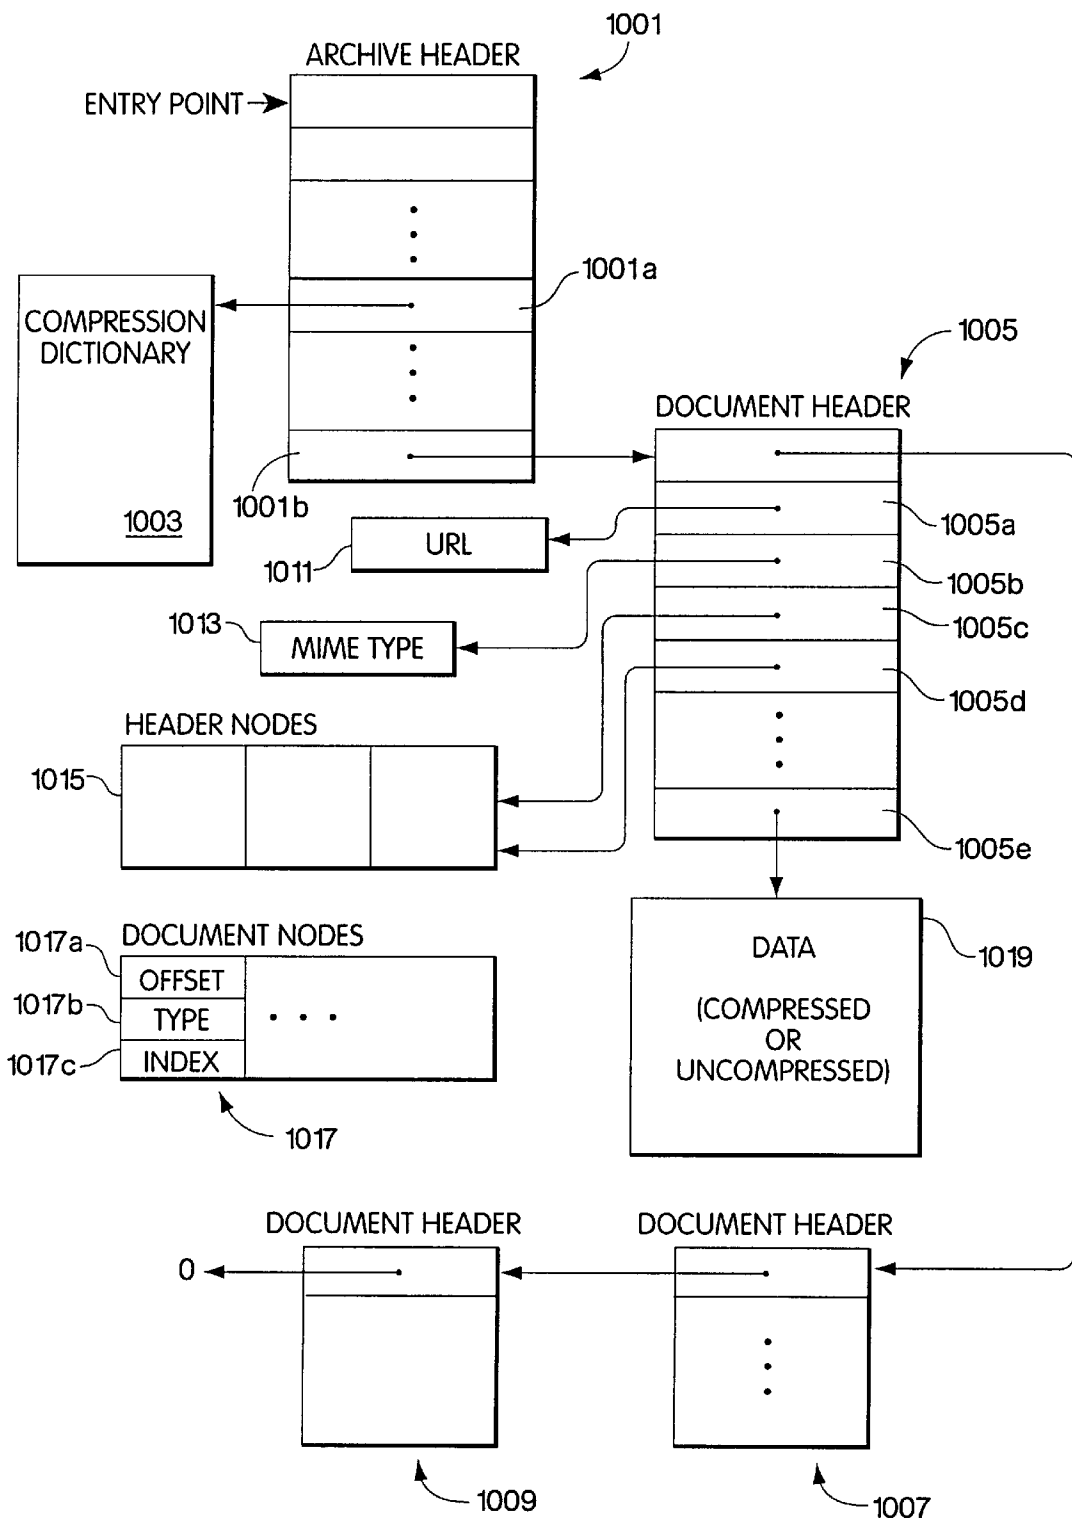 1001
ARCHIVE HEADER
ENTRY POINT
1001a
COMPRESSION
DICTIONARY
1003
1005
DOCUMENT HEADER
1001b
1005a
URL
1011
1005b
1013
MIME TYPE
1005c
1005d
HEADER NODES
1015
1005e
DOCUMENT NODES
1017a
OFFSET
1017b
TYPE
1017c
INDEX
1017
DATA
(COMPRESSED
OR
UNCOMPRESSED)
1019
DOCUMENT HEADER
DOCUMENT HEADER
0
1009
1007